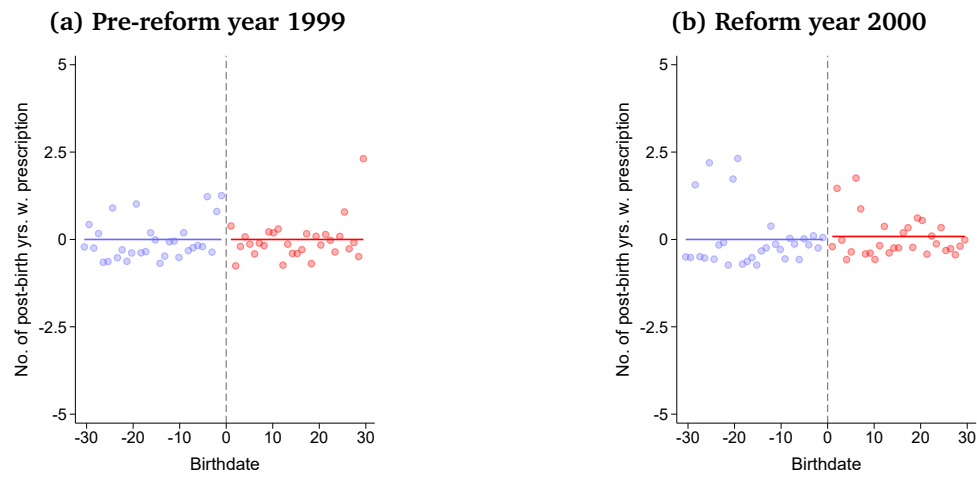 (a) Pre-reform year 1999
No. of post-birth yrs. w. prescription
5
2.5
0
-2.5
-5
-30 -20 -10 0 10 20 30
Birthdate
(b) Reform year 2000
No. of post-birth yrs. w. prescription
5
2.5
0
-2.5
-5
-30 -20 -10 0 10 20 30
Birthdate